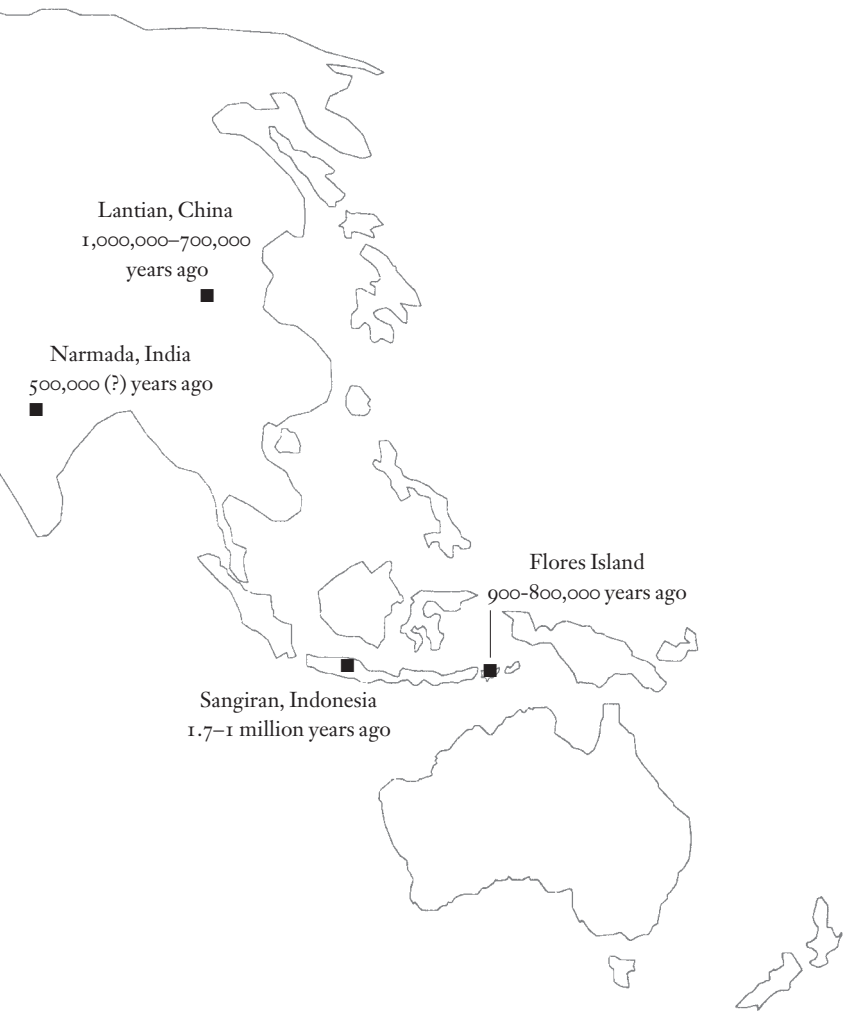 Lantian, China
1,000,000–700,000
years ago
Narmada, India
500,000 (?) years ago
Flores Island
900-800,000 years ago
Sangiran, Indonesia
1.7–1 million years ago